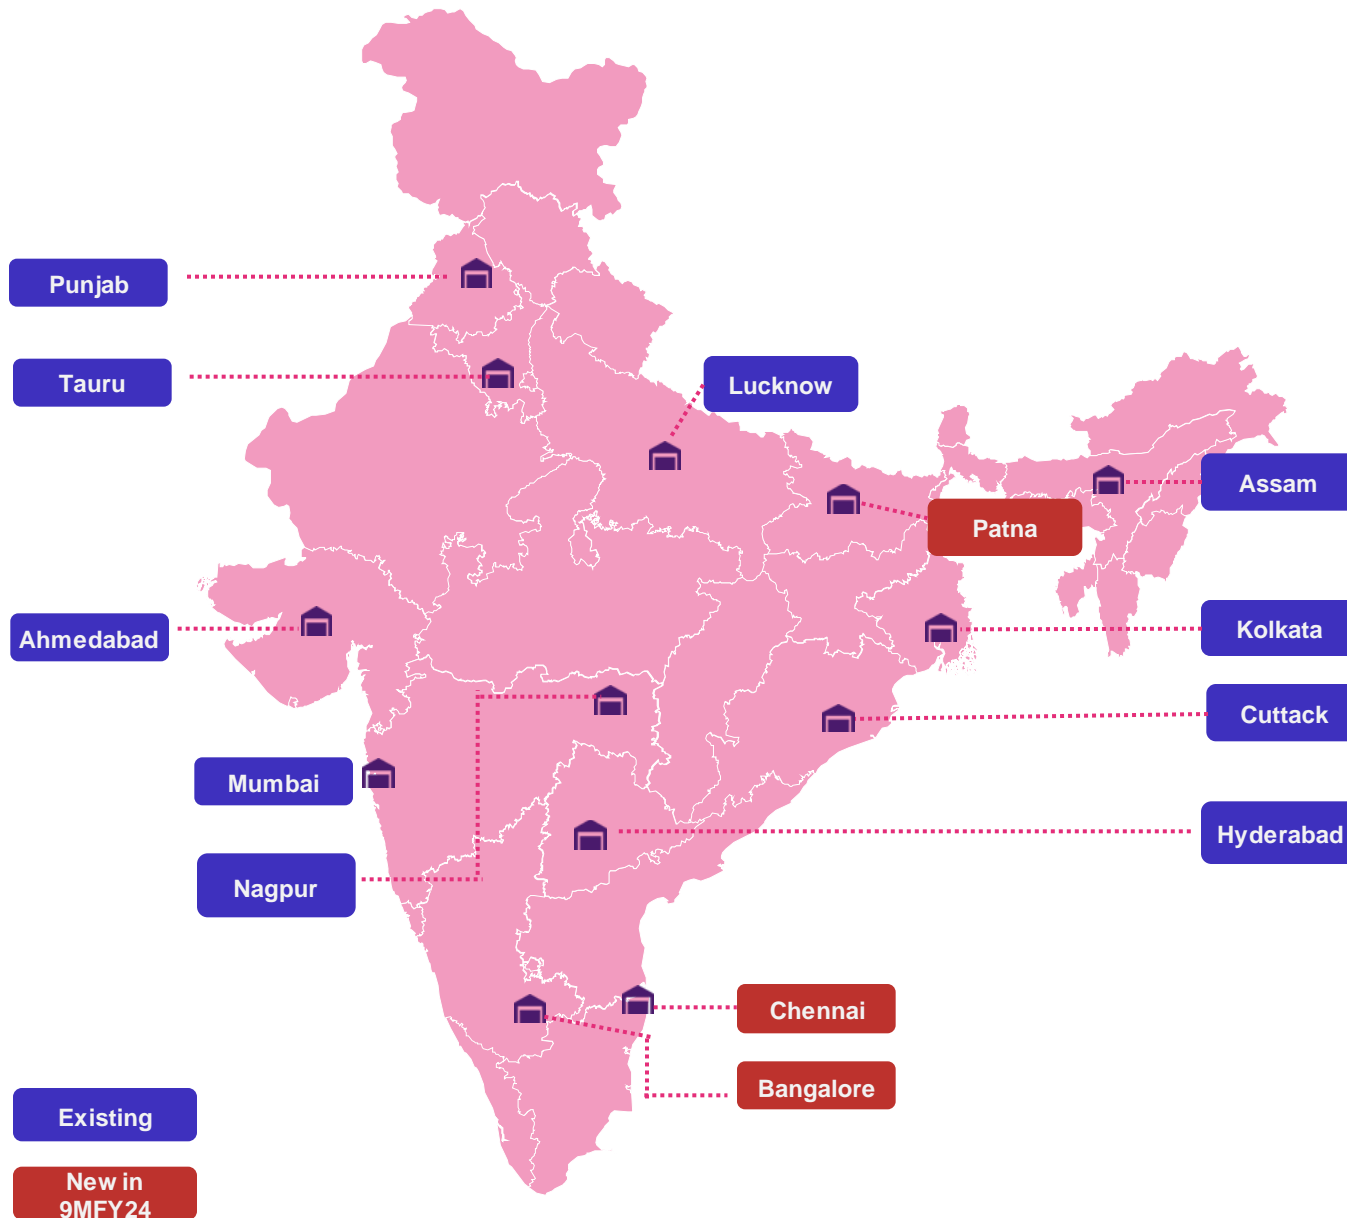 Punjab
Tauru
Lucknow
Assam
Patna
Ahmedabad
Kolkata
Cuttack
Mumbai
Hyderabad
Nagpur
Chennai
Bangalore
Existing
New in
9MFY24